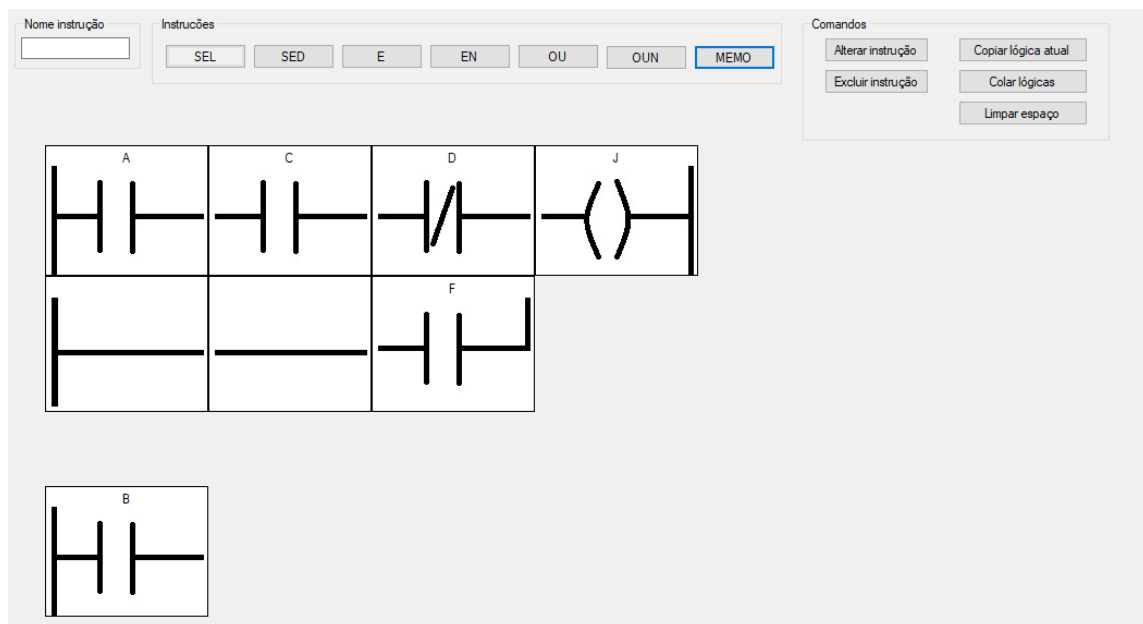 Nome instrução
Instrucões
SEL SED E EN OU OUN MEMO
Comandos
Alterar instrução Copiar lógica atual
Excluir instrução Colar lógicas
Limpar espaço
A C D J
F
B